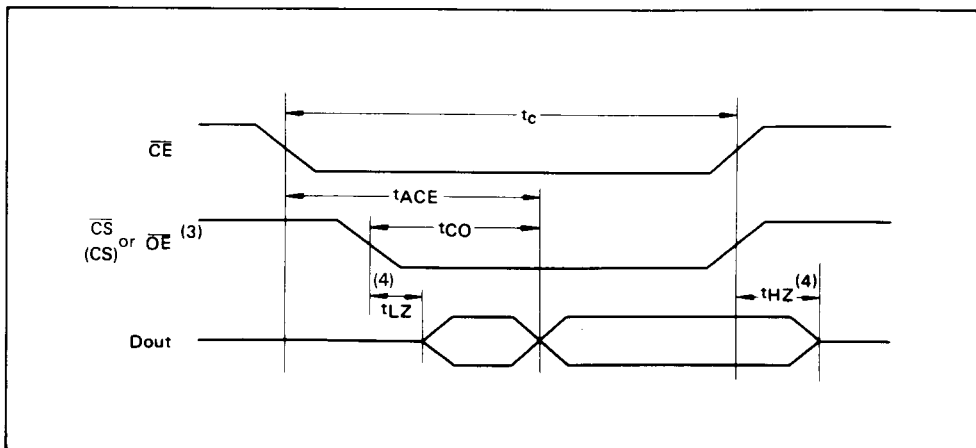 tC
CE
tACE
CS or OE (3)
(CS)
tCO
(4)
tLZ
tHZ (4)
Dout